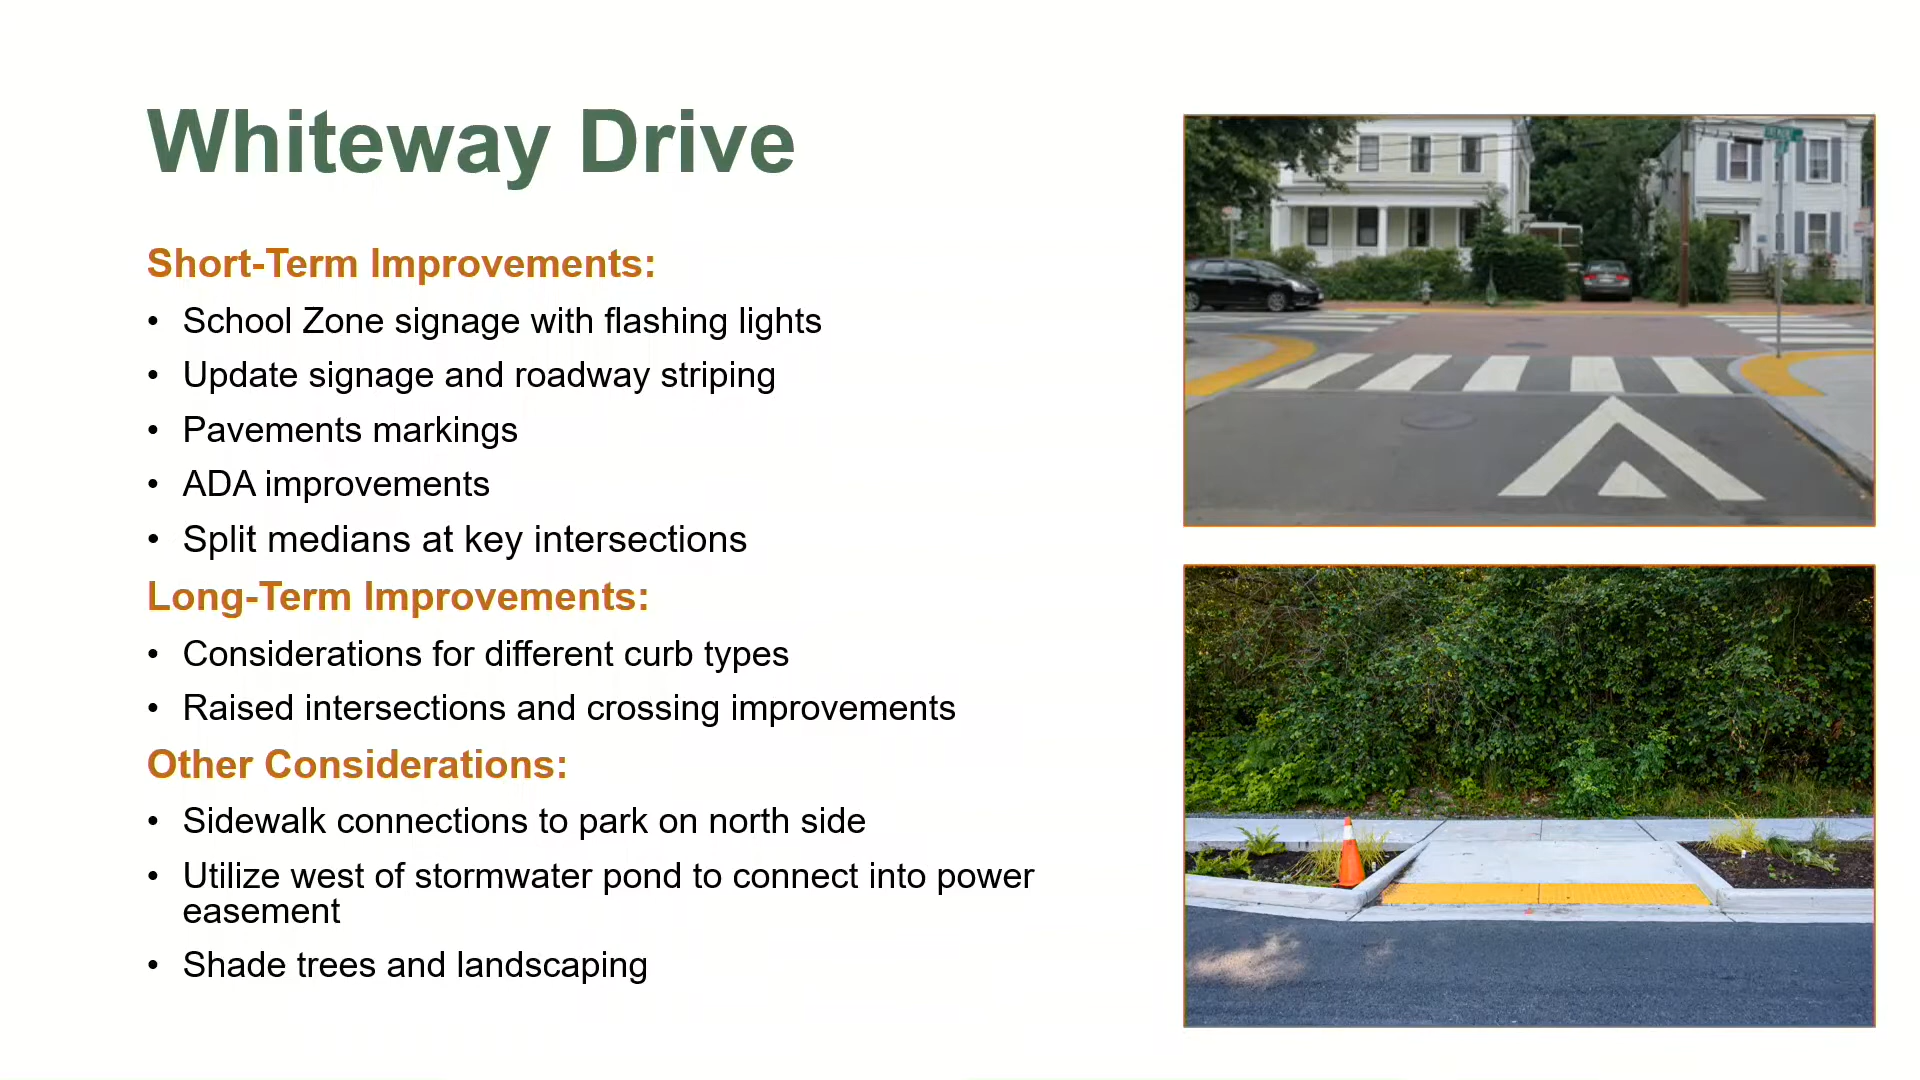 Whiteway Drive
Short-Term Improvements:
• School Zone signage with flashing lights
• Update signage and roadway striping
• Pavements markings
• ADA improvements
• Split medians at key intersections
Long-Term Improvements:
• Considerations for different curb types
• Raised intersections and crossing improvements
Other Considerations:
• Sidewalk connections to park on north side
• Utilize west of stormwater pond to connect into power
easement
• Shade trees and landscaping